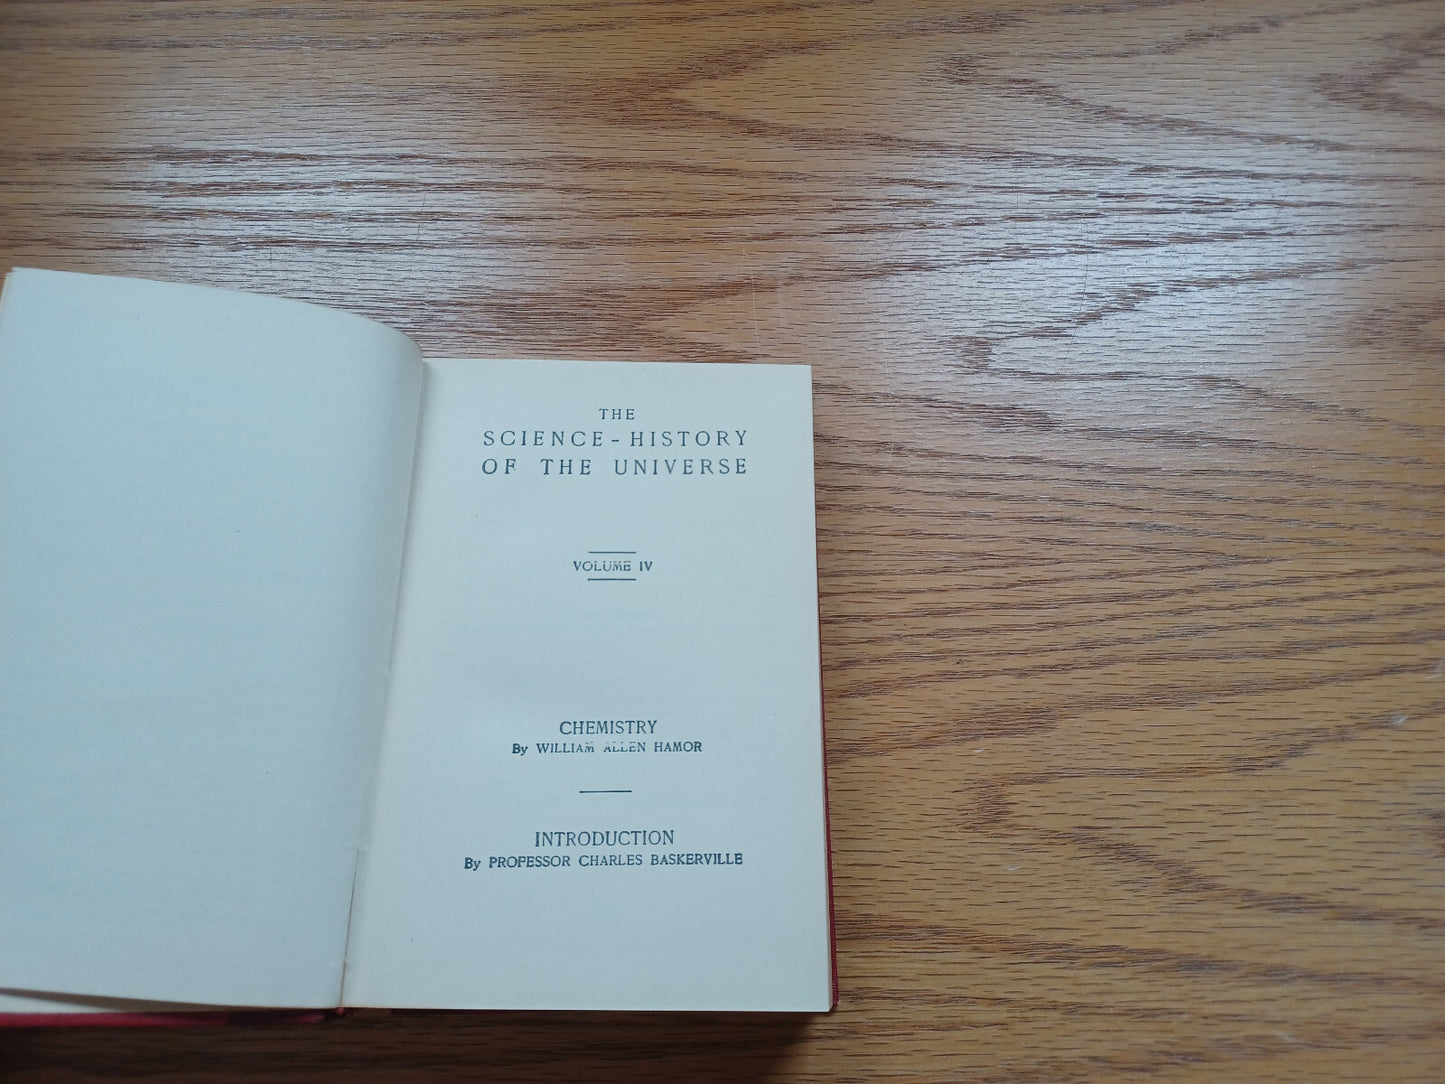 THE
SCIENCE-HISTORY
OF THE UNIVERSE
VOLUME IV
CHEMISTRY
By WILLIAM ALLEN HAMOR
INTRODUCTION
By PROFESSOR CHARLES BASKERVILLE